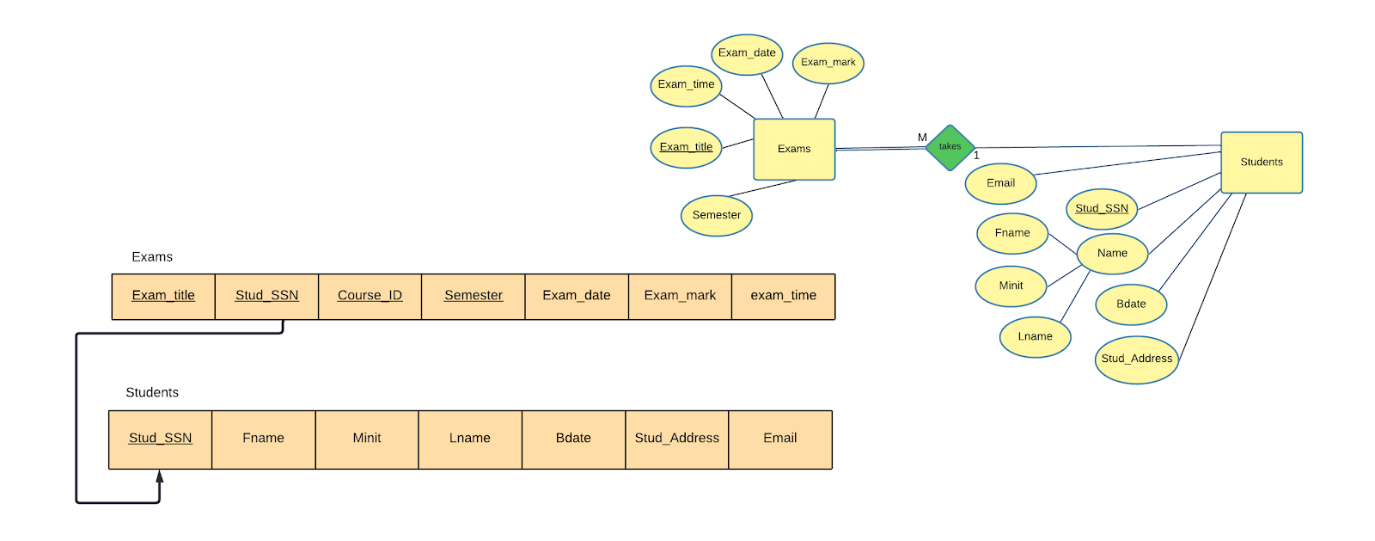 Exam_date
Exam_mark
Exam_time
Exam_title
Exams
M
takes
1
Students
Semester
Email
Stud_SSN
Fname
Name
Minit
Bdate
Lname
Stud_Address
Exams
Exam_title Stud_SSN Course_ID Semester Exam_date Exam_mark exam_time
Students
Stud_SSN Fname Minit Lname Bdate Stud_Address Email